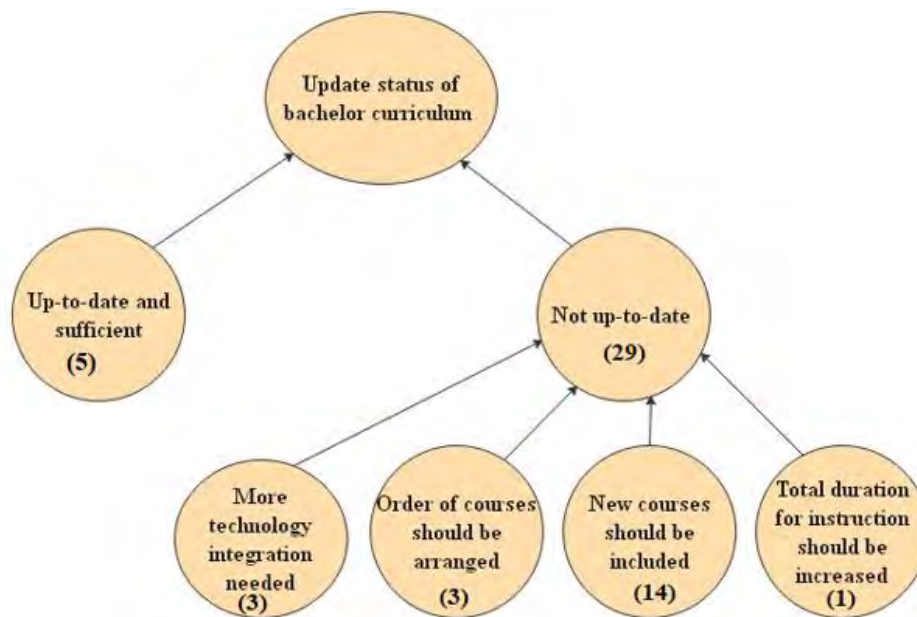 Update status of
bachelor curriculum
Up-to-date and
sufficient
(5)
Not up-to-date
(29)
More
technology
integration
needed
(3)
Order of courses
should be
arranged
(3)
New courses
should be
included
(14)
Total duration
for instruction
should be
increased
(1)